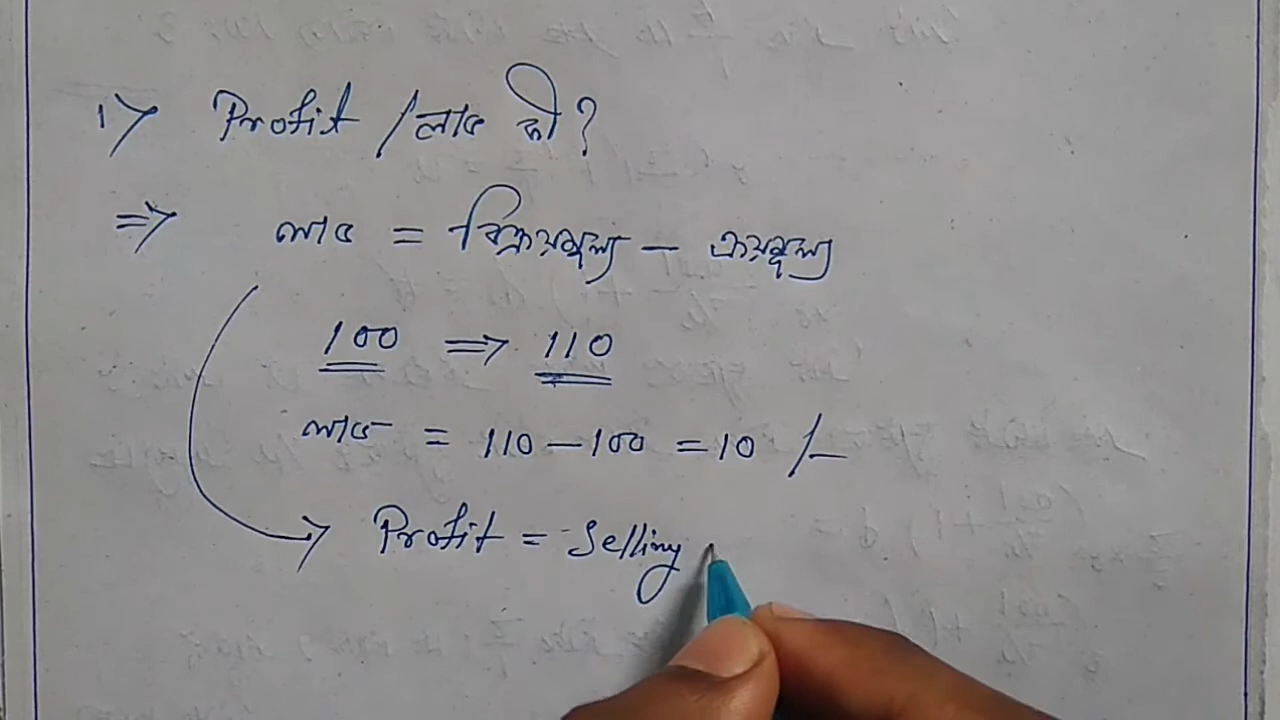 1> Profit / লাভ কী?
⇒ লাভ = বিক্রয়মূল্য — ক্রয়মূল্য
100 ⇒ 110
লাভ = 110 — 100 = 10 /—
→ Profit = Selling